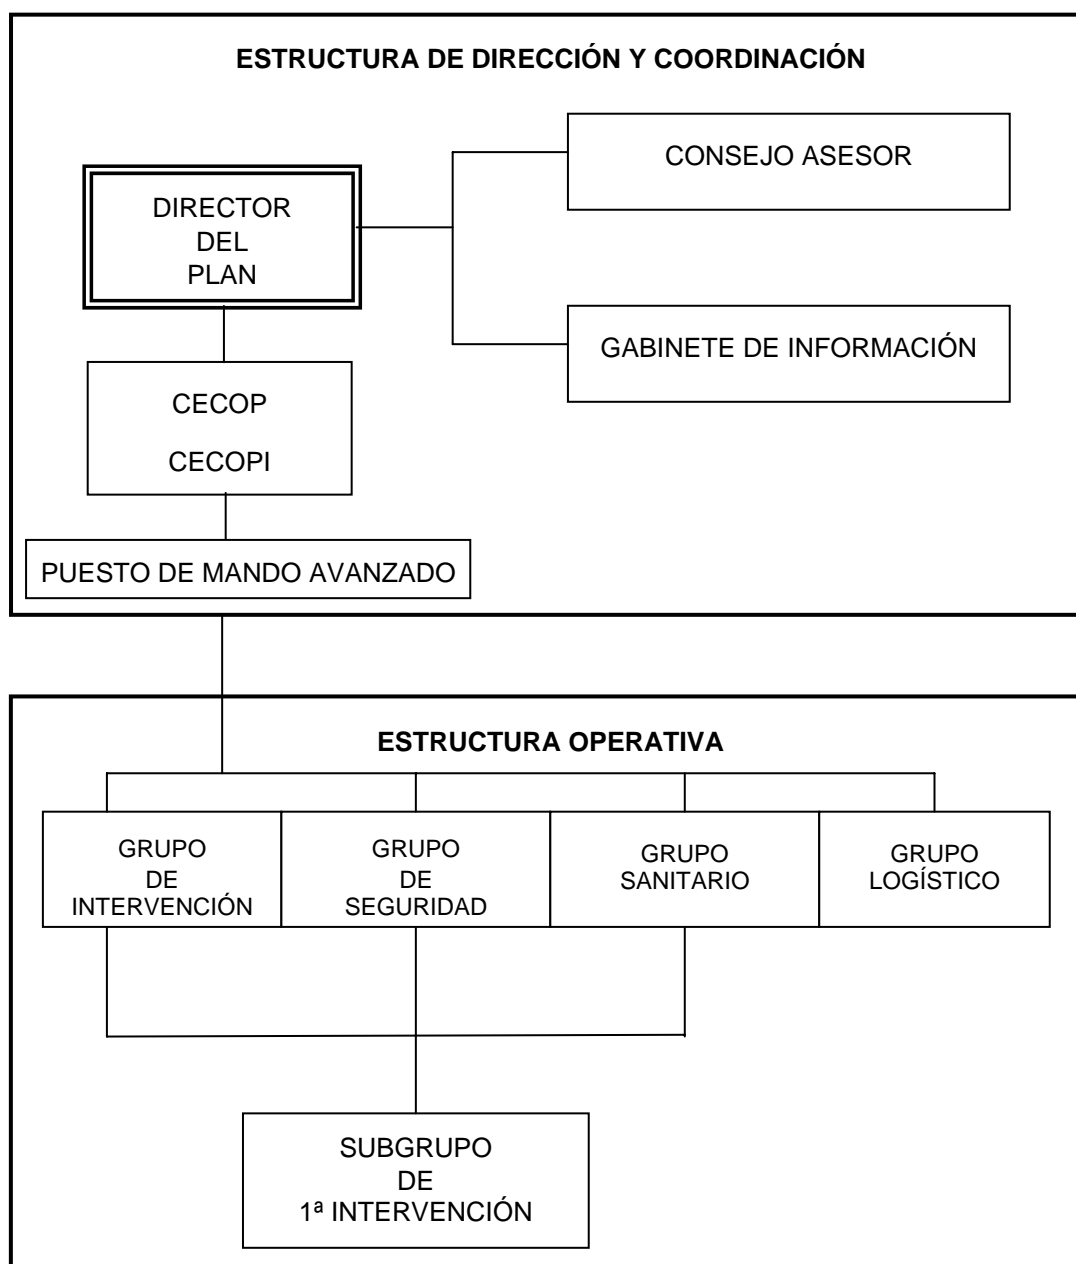 ESTRUCTURA DE DIRECCIÓN Y COORDINACIÓN
CONSEJO ASESOR
DIRECTOR
DEL
PLAN
GABINETE DE INFORMACIÓN
CECOP
CECOPI
PUESTO DE MANDO AVANZADO
ESTRUCTURA OPERATIVA
GRUPO
DE
INTERVENCIÓN
GRUPO
DE
SEGURIDAD
GRUPO
SANITARIO
GRUPO
LOGÍSTICO
SUBGRUPO
DE
1ª INTERVENCIÓN